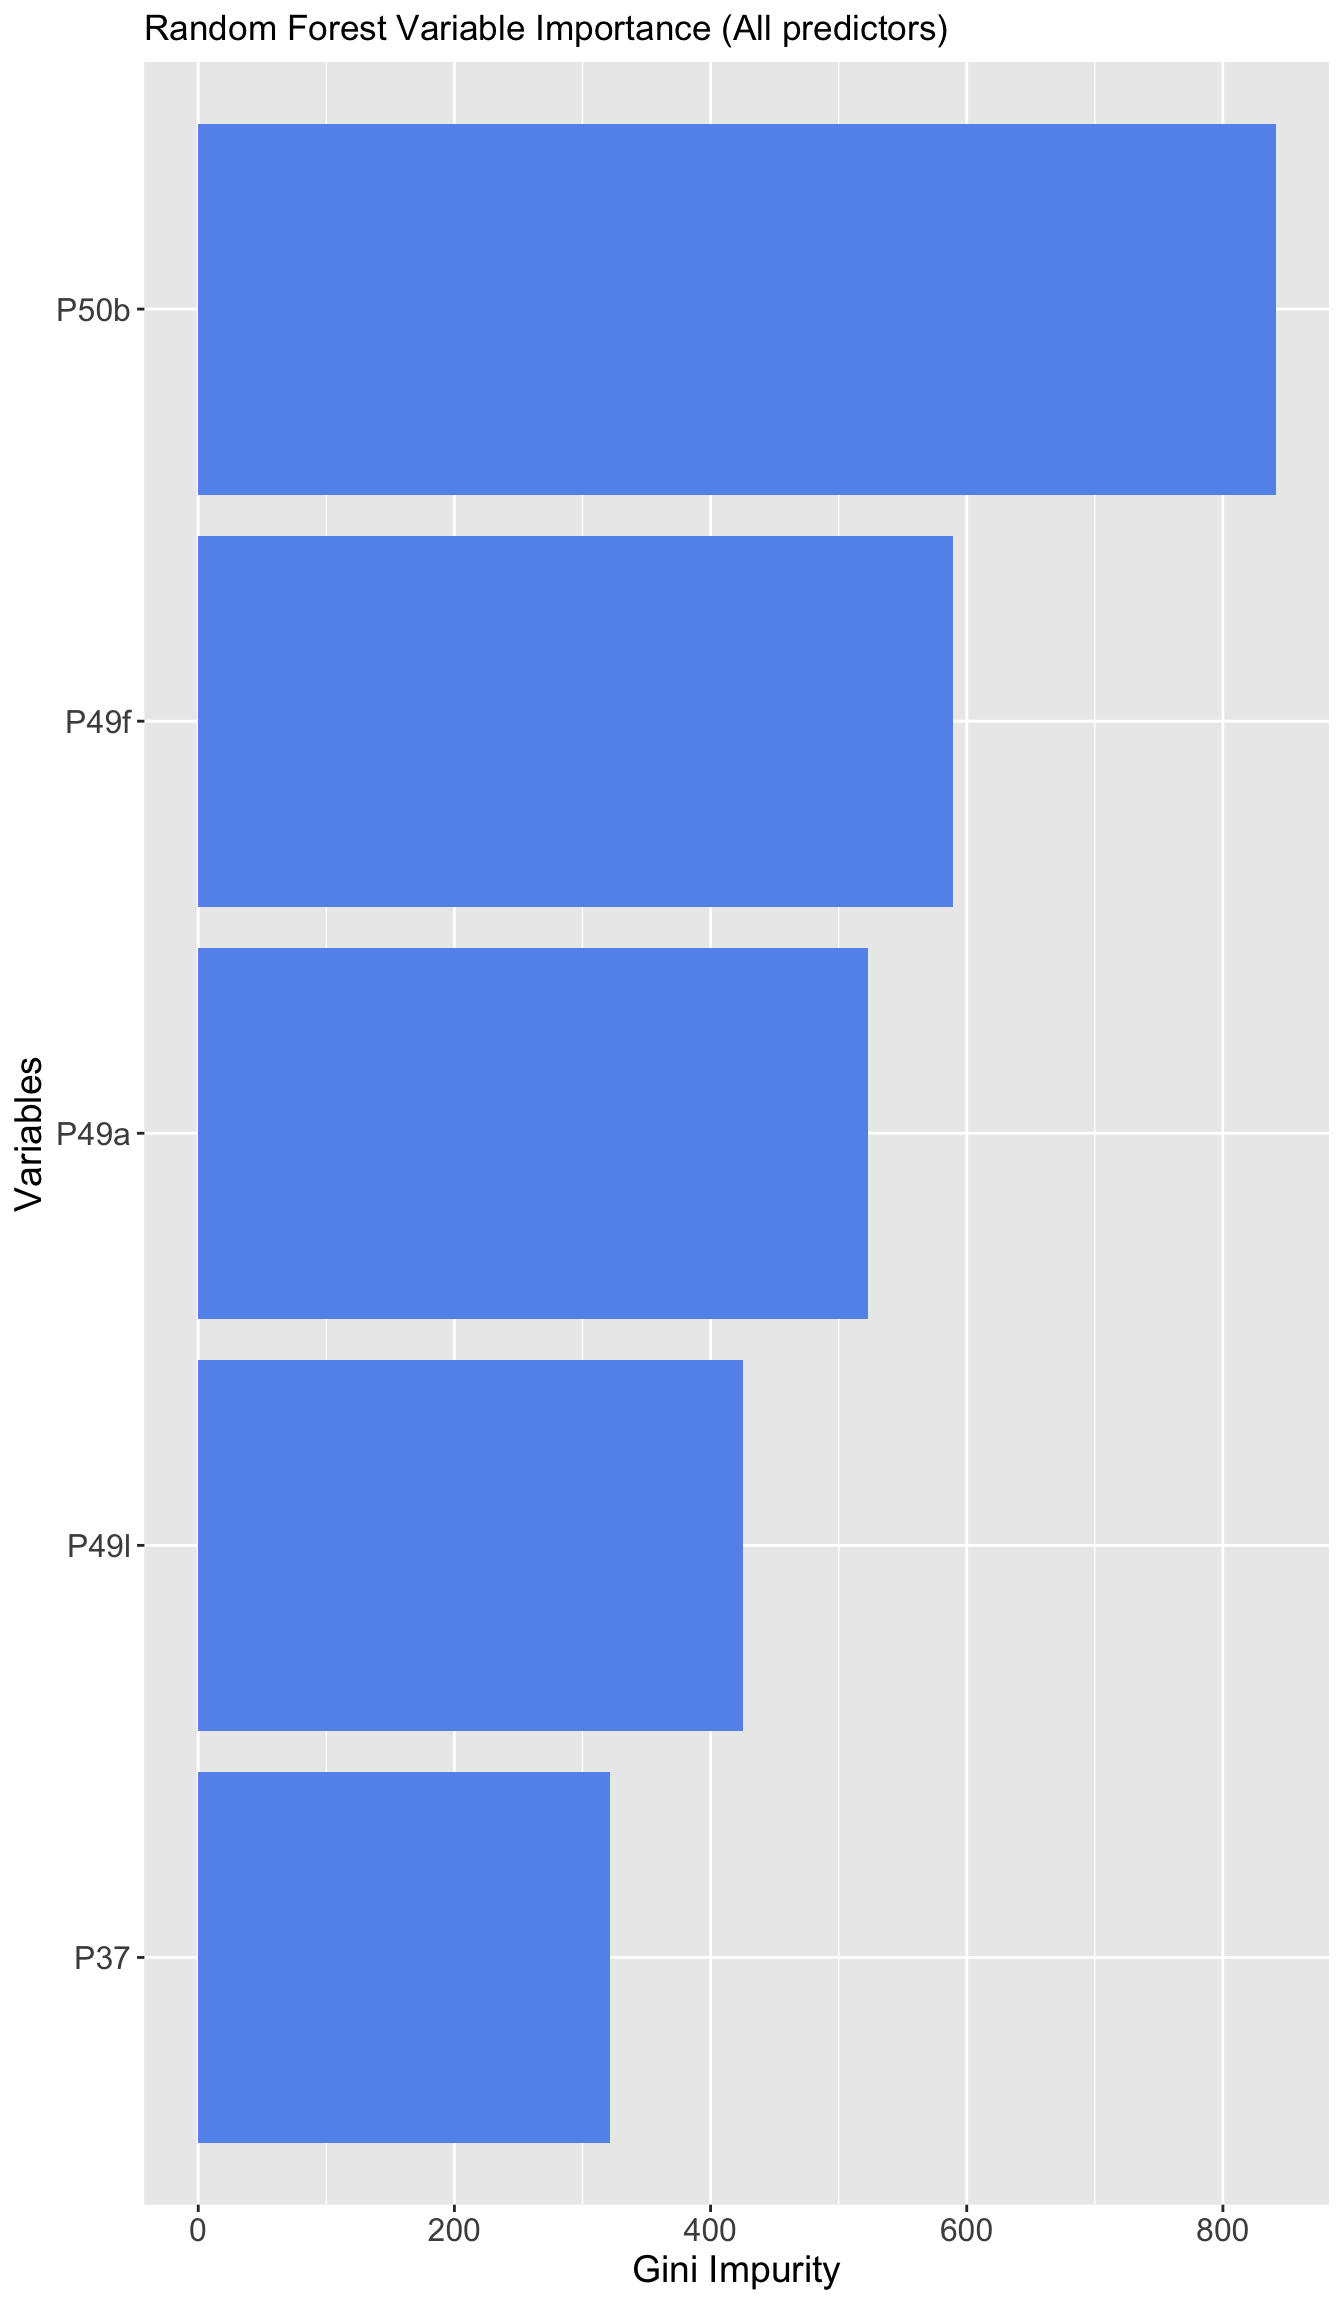 Random Forest Variable Importance (All predictors)
P50b
P49f
P49a
P49l
P37
Variables
0 200 400 600 800
Gini Impurity